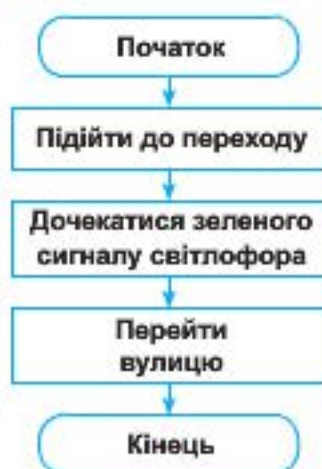 Початок
Підійти до переходу
Дочекатися зеленого
сигналу світлофора
Перейти
вулицю
Кінець